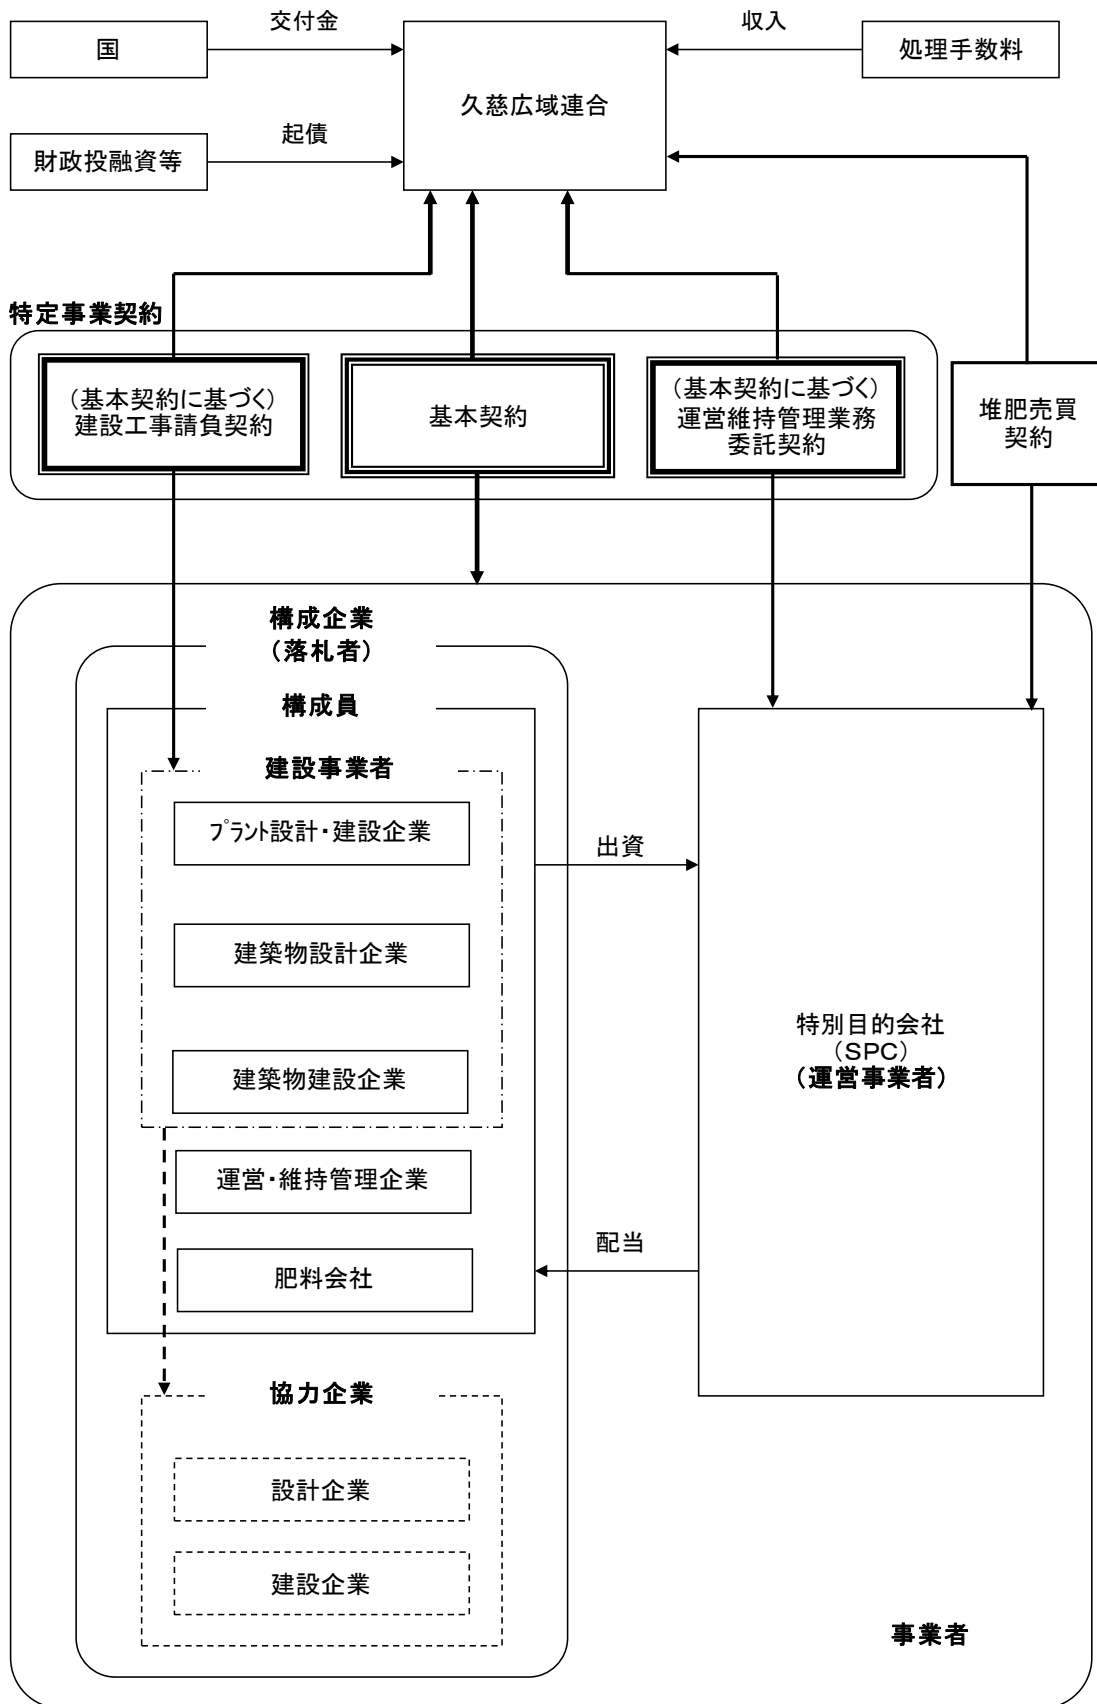 交付金
収入
国
処理手数料
久慈広域連合
起債
財政投融資等
特定事業契約
（基本契約に基づく）
建設工事請負契約
基本契約
（基本契約に基づく）
運営維持管理業務
委託契約
堆肥売買
契約
構成企業
（落札者）
構成員
建設事業者
ﾌﾟﾗﾝﾄ設計・建設企業
出資
建築物設計企業
特別目的会社
（SPC）
（運営事業者）
建築物建設企業
運営・維持管理企業
配当
肥料会社
協力企業
設計企業
建設企業
事業者